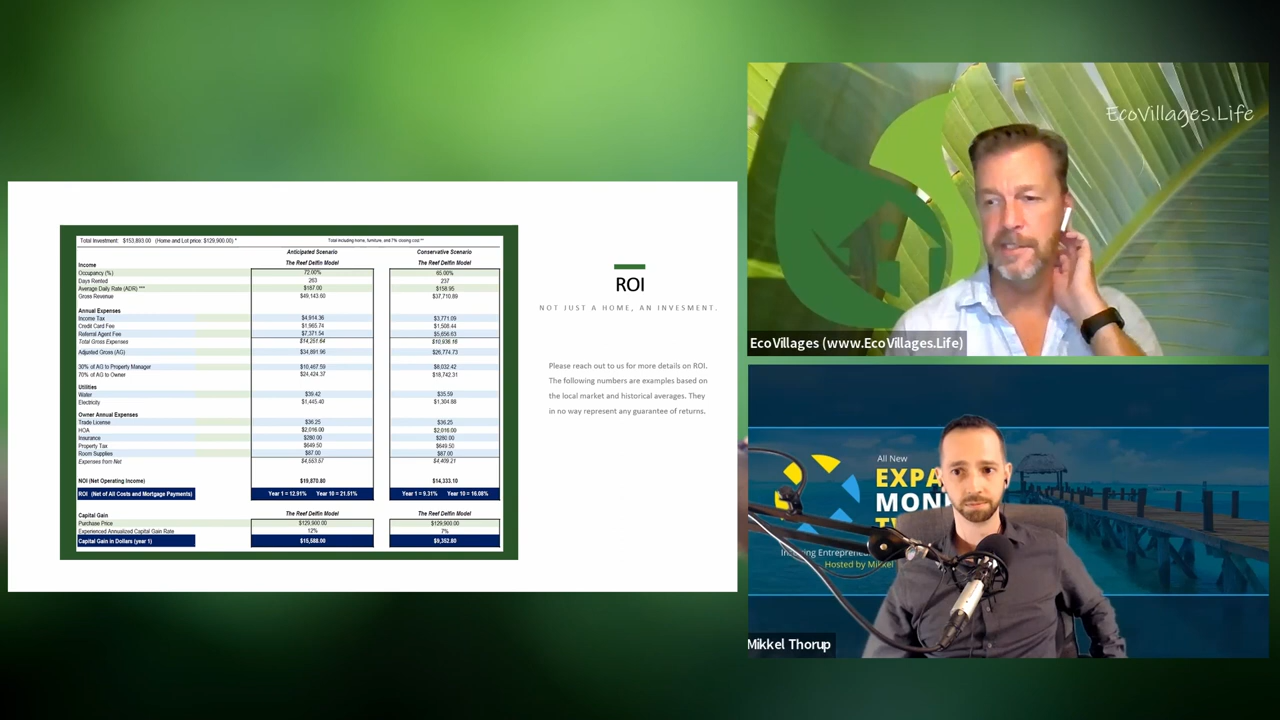 Total Investment: $153,893.00 (Home and Lot price: $129,900.00) * Total including home, furniture, and 7% closing cost **
Anticipated Scenario Conservative Scenario
Income The Reef Delfin Model The Reef Delfin Model
Occupancy (%) 72.00% 65.00%
Days Rented 263 237
Average Daily Rate (ADR) *** $187.00 $158.95
Gross Revenue $49,143.60 $37,710.89
Annual Expenses
Income Tax $4,914.36 $3,771.09
Credit Card Fee $1,965.74 $1,508.44
Referral Agent Fee $7,371.54 $5,656.63
Total Gross Expenses $14,251.64 $10,936.16
Adjusted Gross (AG) $34,891.96 $26,774.73
30% of AG to Property Manager $10,467.59 $8,032.42
70% of AG to Owner $24,424.37 $18,742.31
Utilities
Water $39.42 $35.59
Electricity $1,445.40 $1,304.88
Owner Annual Expenses
Trade License $36.25 $36.25
HOA $2,016.00 $2,016.00
Insurance $280.00 $280.00
Property Tax $649.50 $649.50
Room Supplies $87.00 $87.00
Expenses from Net $4,553.57 $4,409.21
NOI (Net Operating Income) $19,870.80 $14,333.10
ROI (Net of All Costs and Mortgage Payments) Year 1 = 12.91% Year 10 = 21.51% Year 1 = 9.31% Year 10 = 16.08%
Capital Gain The Reef Delfin Model The Reef Delfin Model
Purchase Price $129,900.00 $129,900.00
Experienced Annualized Capital Gain Rate 12% 7%
Capital Gain in Dollars (year 1) $15,588.00 $9,352.80
ROI
NOT JUST A HOME, AN INVESMENT.
Please reach out to us for more details on ROI.
The following numbers are examples based on
the local market and historical averages. They
in no way represent any guarantee of returns.
EcoVillages.Life
EcoVillages (www.EcoVillages.Life)
All New
EXPA
MON
Hosted by Mikkel
Mikkel Thorup